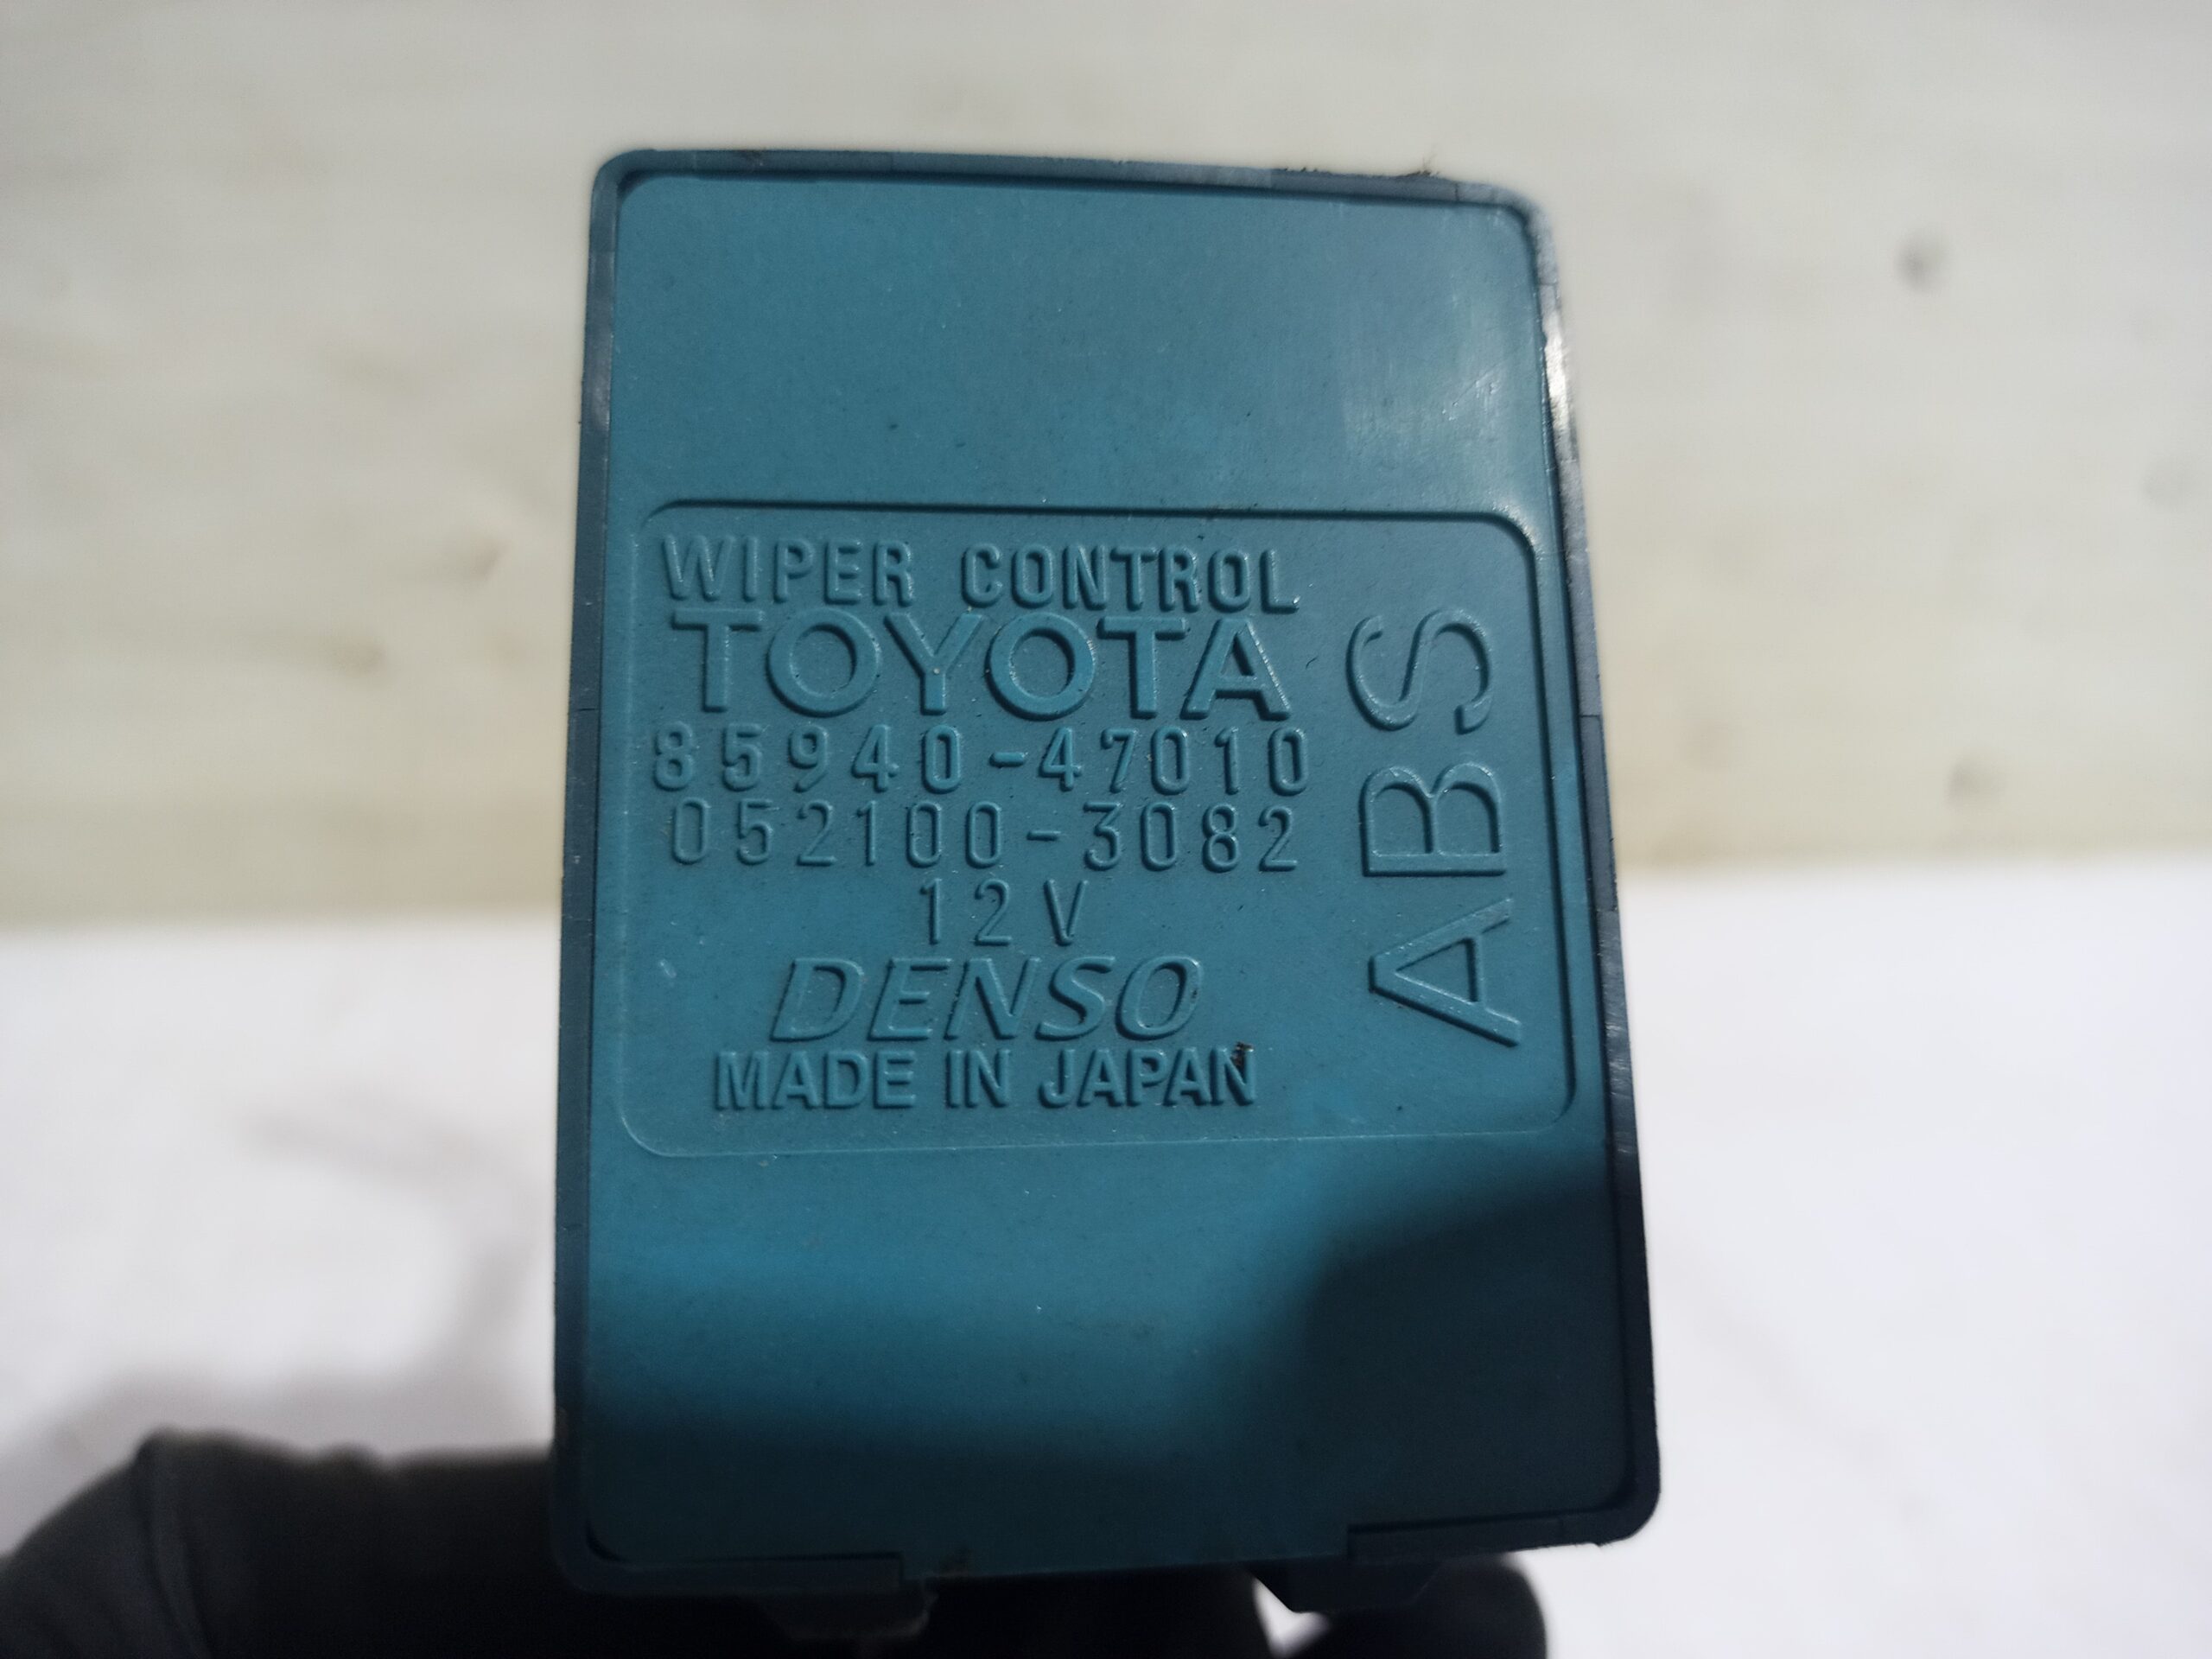 WIPER CONTROL
TOYOTA
85940-47010
052100-3082
12V
DENSO
MADE IN JAPAN
ABS